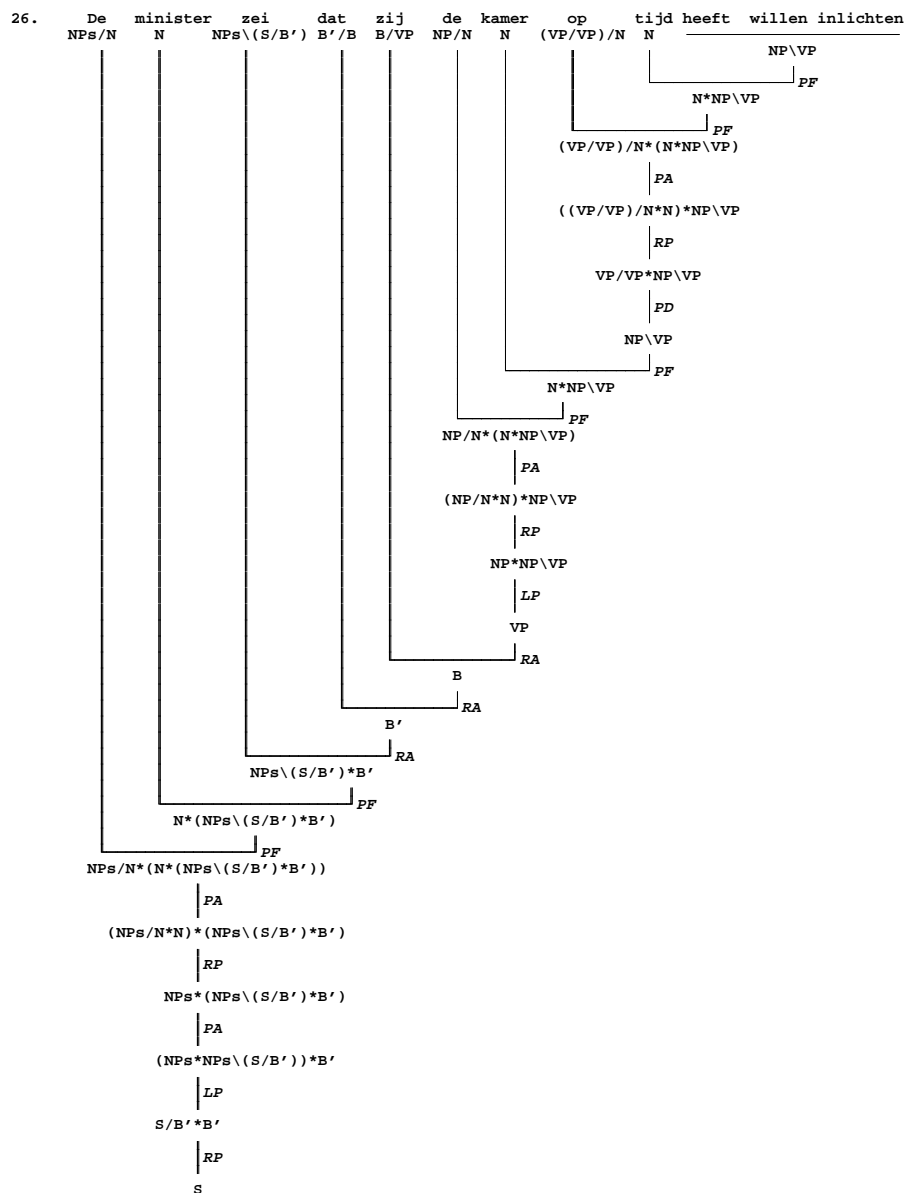 26. De minister zei dat zij de kamer op tijd heeft willen inlichten
NPs/N N NPs\(S/B') B'/B B/VP NP/N N (VP/VP)/N N
NP\VP
PF
N*NP\VP
PF
(VP/VP)/N*(N*NP\VP)
PA
((VP/VP)/N*N)*NP\VP
RP
VP/VP*NP\VP
PD
NP\VP
PF
N*NP\VP
PF
NP/N*(N*NP\VP)
PA
(NP/N*N)*NP\VP
RP
NP*NP\VP
LP
VP
RA
B
RA
B'
RA
NPs\(S/B')*B'
PF
N*(NPs\(S/B')*B')
PF
NPs/N*(N*(NPs\(S/B')*B'))
PA
(NPs/N*N)*(NPs\(S/B')*B')
RP
NPs*(NPs\(S/B')*B')
PA
(NPs*NPs\(S/B'))*B'
LP
S/B'*B'
RP
S